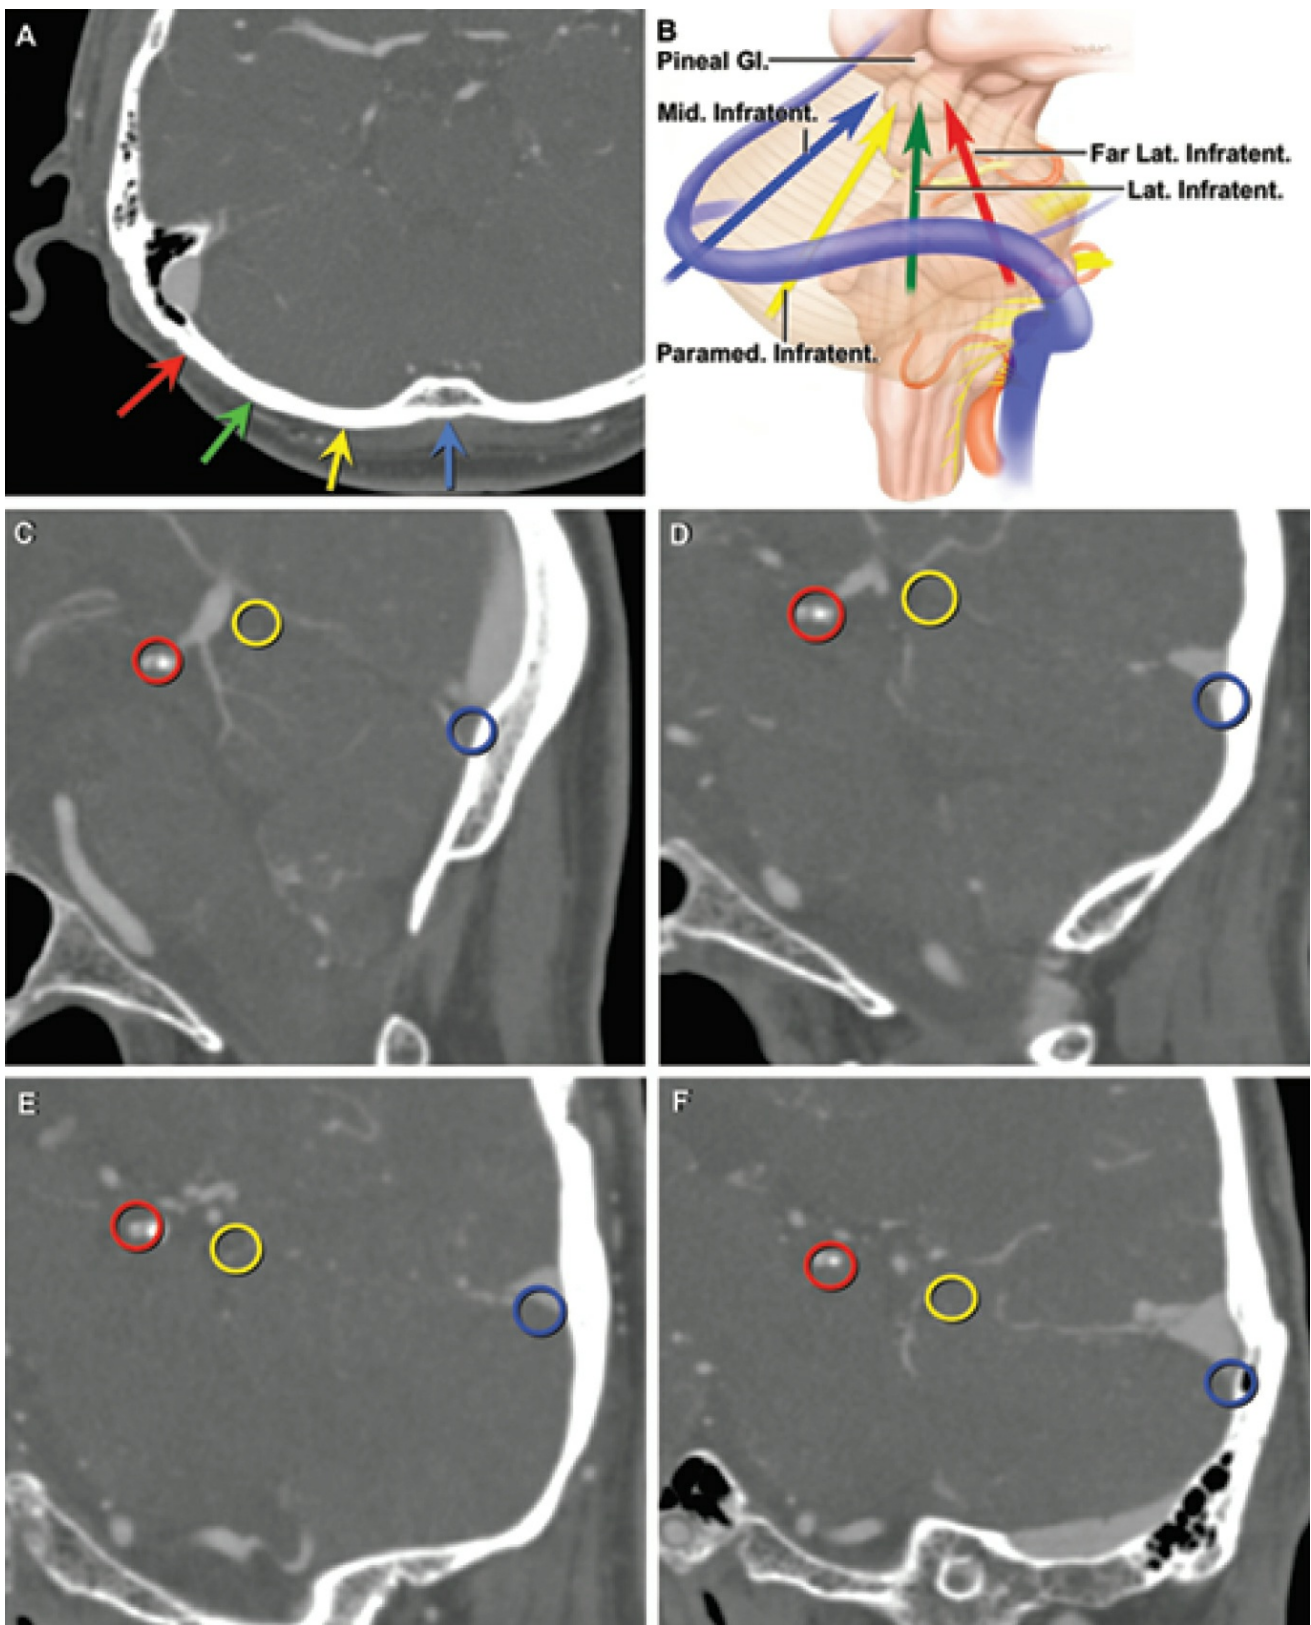 A
B
Pineal Gl.
Mid. Infratent.
Far Lat. Infratent.
Lat. Infratent.
Paramed. Infratent.
C
D
E
F